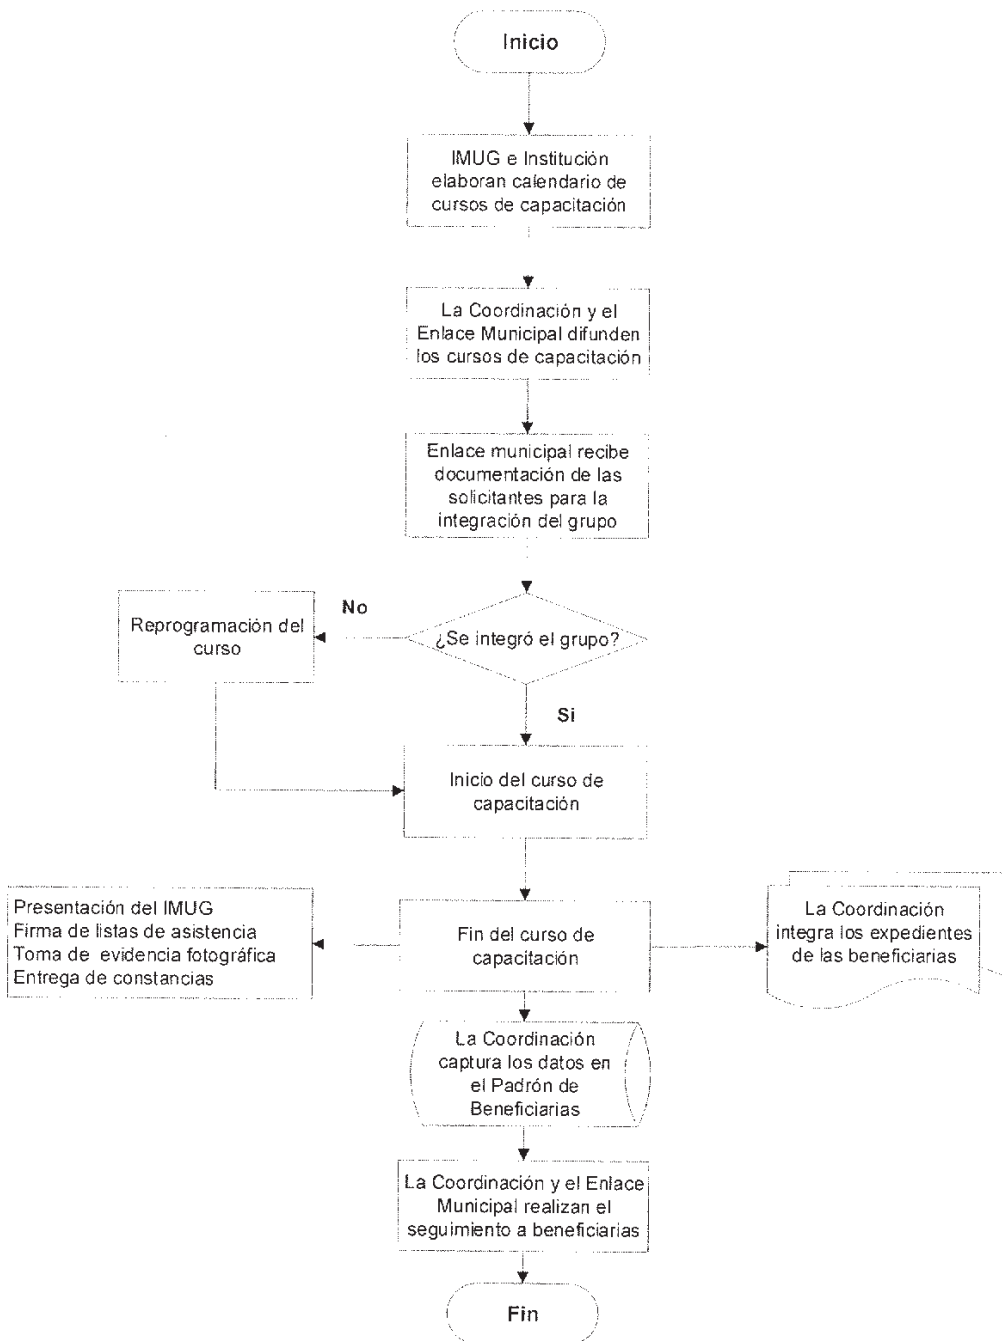 Inicio
IMUG e Institución
elaboran calendario de
cursos de capacitación
La Coordinación y el
Enlace Municipal difunden
los cursos de capacitación
Enlace municipal recibe
documentación de las
solicitantes para la
integración del grupo
¿Se integró el grupo?
No
Reprogramación del
curso
Si
Inicio del curso de
capacitación
Fin del curso de
capacitación
Presentación del IMUG
Firma de listas de asistencia
Toma de evidencia fotográfica
Entrega de constancias
La Coordinación
integra los expedientes
de las beneficiarias
La Coordinación
captura los datos en
el Padrón de
Beneficiarias
La Coordinación y el Enlace
Municipal realizan el
seguimiento a beneficiarias
Fin